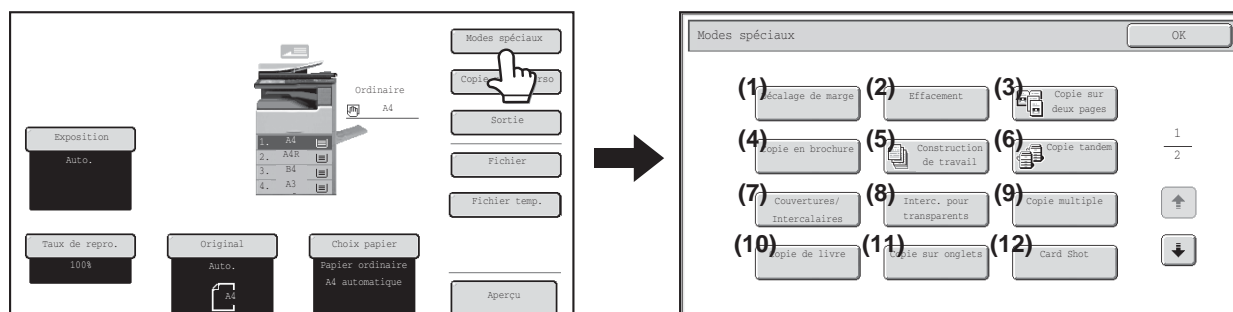 Modes spéciaux
Copie
rso
Ordinaire
A4
Sortie
Exposition
Auto.
1. A4
2. A4R
3. B4
4. A3
Fichier
Fichier temp.
Taux de repro.
100%
Original
Auto.
A4
Choix papier
Papier ordinaire
A4 automatique
Aperçu
Modes spéciaux
OK
(1)
écalage de marge
(2)
Effacement
(3)
Copie sur
deux pages
(4)
opie en brochure
(5)
Construction
de travail
(6)
Copie tandem
1
2
(7)
Couvertures/
Intercalaires
(8)
Interc. pour
transparents
(9)
Copie multiple
(10)
opie de livre
(11)
Copie sur onglets
(12)
Card Shot